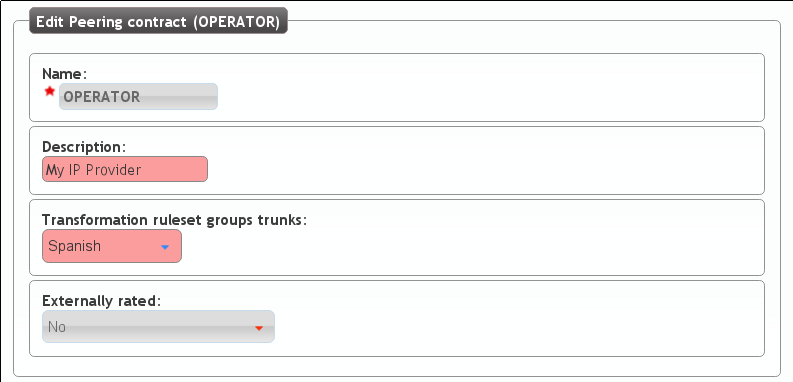 Edit Peering contract (OPERATOR)
Name:
OPERATOR
Description:
My IP Provider
Transformation ruleset groups trunks:
Spanish
Externally rated:
No